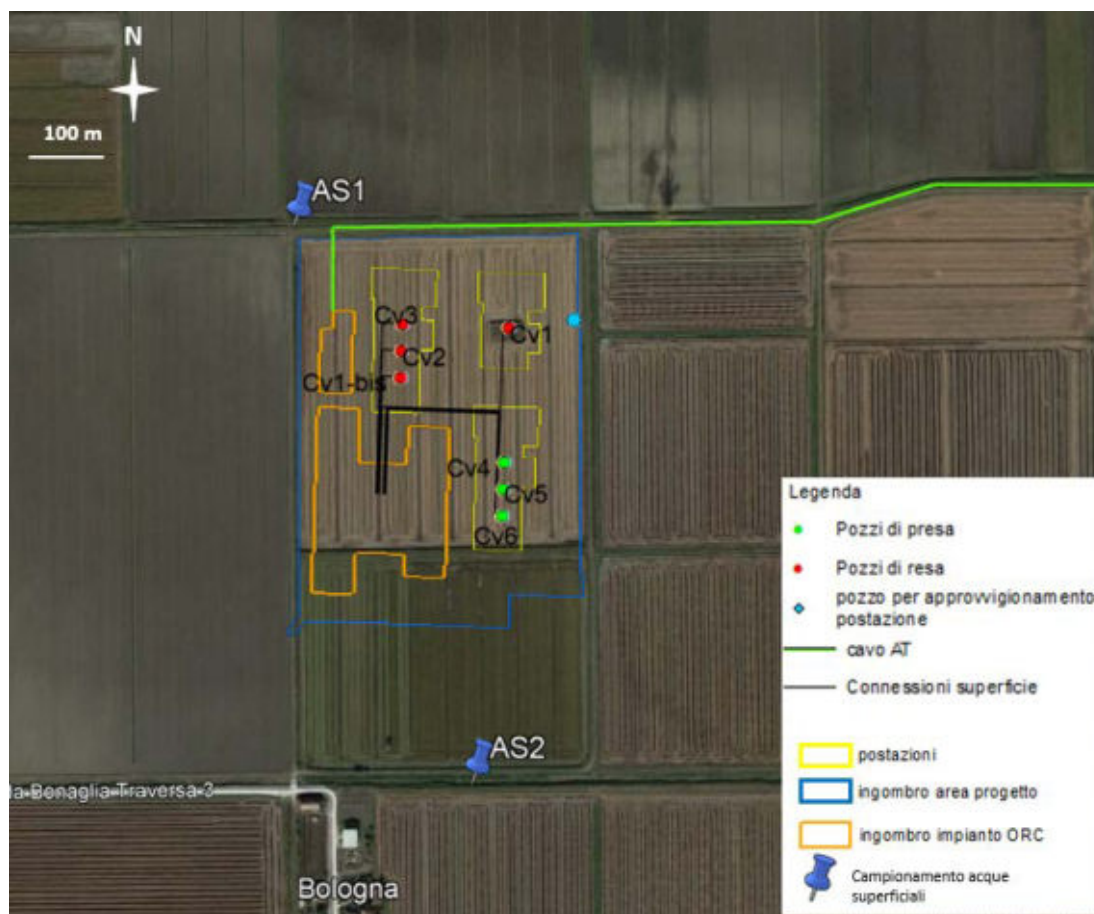 N
100 m
AS1
Cv3
Cv1
Cv2
Cv1-bis
Cv4
Cv5
Cv6
Legenda
Pozzi di presa
Pozzi di resa
pozzo per approvvigionamento
postazione
cavo AT
Connessioni superficie
postazioni
ingombro area progetto
ingombro impianto ORC
Campionamento acque
superficiali
AS2
la Bonaglia Traversa 3
Bologna